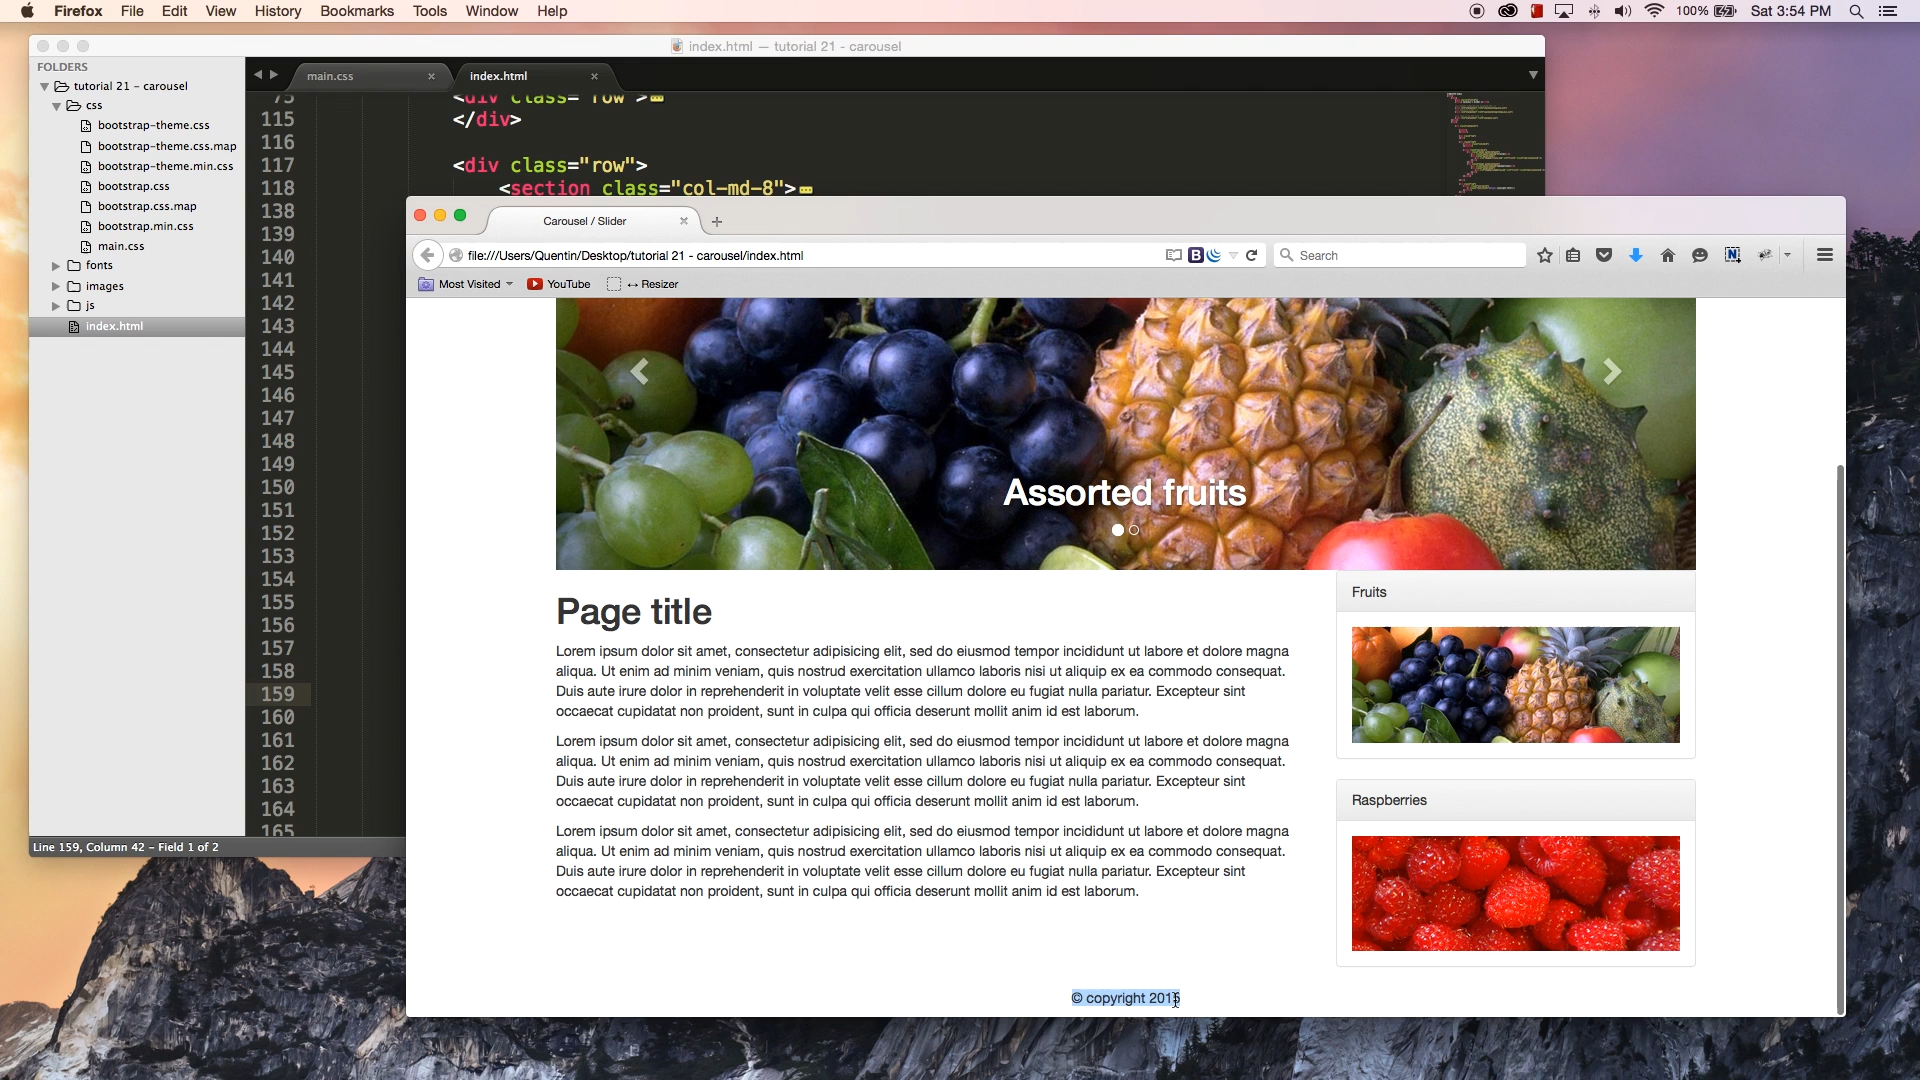 Firefox File Edit View History Bookmarks Tools Window Help
100% Sat 3:54 PM
index.html — tutorial 21 - carousel
FOLDERS
tutorial 21 - carousel
css
bootstrap-theme.css
bootstrap-theme.css.map
bootstrap-theme.min.css
bootstrap.css
bootstrap.css.map
bootstrap.min.css
main.css
fonts
images
js
index.html
main.css
index.html
75 <div class="row">
115 </div>
116
117 <div class="row">
118 <section class="col-md-8">
138
139
140
141
142
143
144
145
146
147
148
149
150
151
152
153
154
155
156
157
158
159
160
161
162
163
164
165
Line 159, Column 42 - Field 1 of 2
Carousel / Slider
file:///Users/Quentin/Desktop/tutorial 21 - carousel/index.html
Search
Most Visited
YouTube
↔ Resizer
Assorted fruits
Page title
Lorem ipsum dolor sit amet, consectetur adipisicing elit, sed do eiusmod tempor incididunt ut labore et dolore magna
aliqua. Ut enim ad minim veniam, quis nostrud exercitation ullamco laboris nisi ut aliquip ex ea commodo consequat.
Duis aute irure dolor in reprehenderit in voluptate velit esse cillum dolore eu fugiat nulla pariatur. Excepteur sint
occaecat cupidatat non proident, sunt in culpa qui officia deserunt mollit anim id est laborum.
Lorem ipsum dolor sit amet, consectetur adipisicing elit, sed do eiusmod tempor incididunt ut labore et dolore magna
aliqua. Ut enim ad minim veniam, quis nostrud exercitation ullamco laboris nisi ut aliquip ex ea commodo consequat.
Duis aute irure dolor in reprehenderit in voluptate velit esse cillum dolore eu fugiat nulla pariatur. Excepteur sint
occaecat cupidatat non proident, sunt in culpa qui officia deserunt mollit anim id est laborum.
Lorem ipsum dolor sit amet, consectetur adipisicing elit, sed do eiusmod tempor incididunt ut labore et dolore magna
aliqua. Ut enim ad minim veniam, quis nostrud exercitation ullamco laboris nisi ut aliquip ex ea commodo consequat.
Duis aute irure dolor in reprehenderit in voluptate velit esse cillum dolore eu fugiat nulla pariatur. Excepteur sint
occaecat cupidatat non proident, sunt in culpa qui officia deserunt mollit anim id est laborum.
Fruits
Raspberries
© copyright 2015